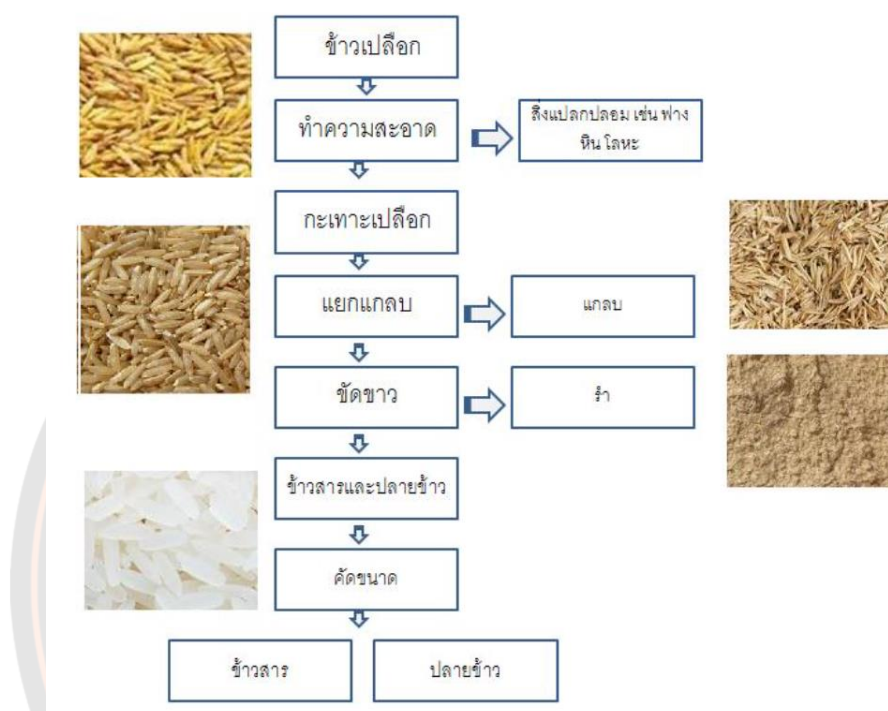 ข้าวเปลือก
ทำความสะอาด
สิ่งแปลกปลอม เช่น ฟาง
หิน โลหะ
กะเทาะเปลือก
แยกแกลบ
แกลบ
ขัดขาว
รำ
ข้าวสารและปลายข้าว
คัดขนาด
ข้าวสาร
ปลายข้าว